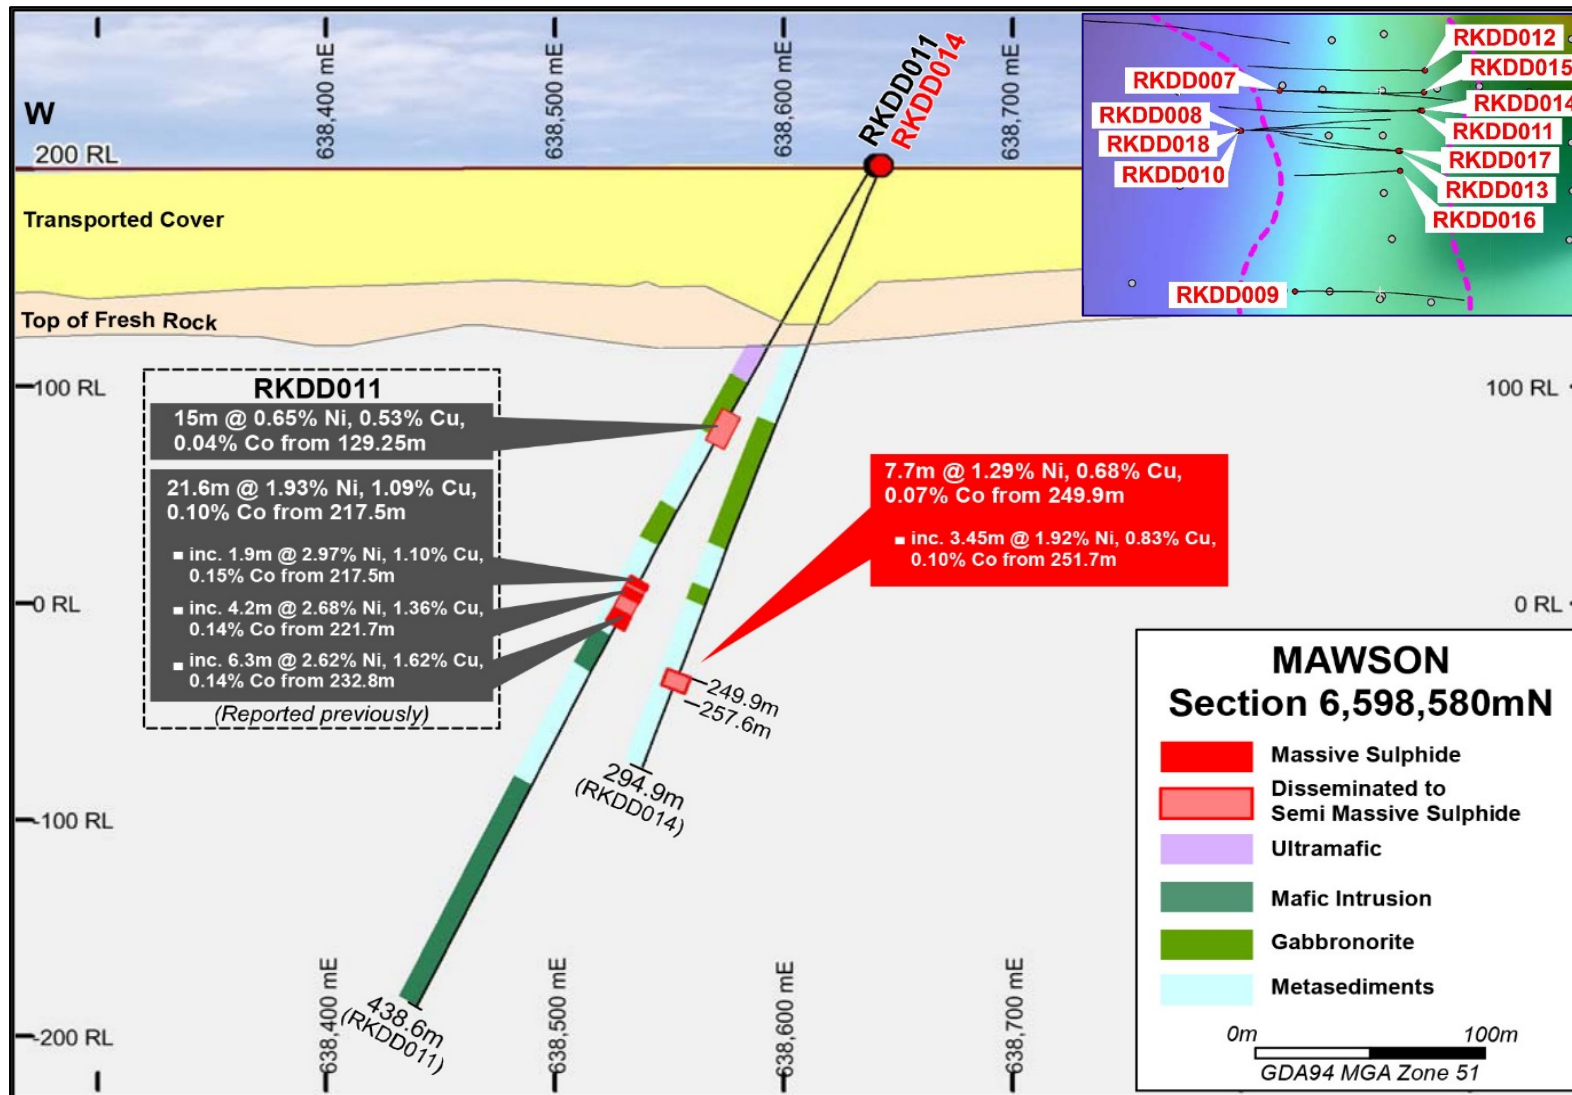 638,400 mE
638,500 mE
638,600 mE
638,700 mE
RKDD011
RKDD014
W
200 RL
Transported Cover
Top of Fresh Rock
RKDD012
RKDD015
RKDD007
RKDD014
RKDD008
RKDD011
RKDD018
RKDD017
RKDD010
RKDD013
RKDD016
RKDD009
100 RL
100 RL
RKDD011
15m @ 0.65% Ni, 0.53% Cu,
0.04% Co from 129.25m
21.6m @ 1.93% Ni, 1.09% Cu,
0.10% Co from 217.5m
inc. 1.9m @ 2.97% Ni, 1.10% Cu,
0.15% Co from 217.5m
inc. 4.2m @ 2.68% Ni, 1.36% Cu,
0.14% Co from 221.7m
inc. 6.3m @ 2.62% Ni, 1.62% Cu,
0.14% Co from 232.8m
(Reported previously)
7.7m @ 1.29% Ni, 0.68% Cu,
0.07% Co from 249.9m
inc. 3.45m @ 1.92% Ni, 0.83% Cu,
0.10% Co from 251.7m
0 RL
0 RL
249.9m
257.6m
294.9m
(RKDD014)
-100 RL
438.6m
(RKDD011)
-200 RL
638,400 mE
638,500 mE
638,600 mE
638,700 mE
MAWSON
Section 6,598,580mN
Massive Sulphide
Disseminated to
Semi Massive Sulphide
Ultramafic
Mafic Intrusion
Gabbronorite
Metasediments
0m
100m
GDA94 MGA Zone 51